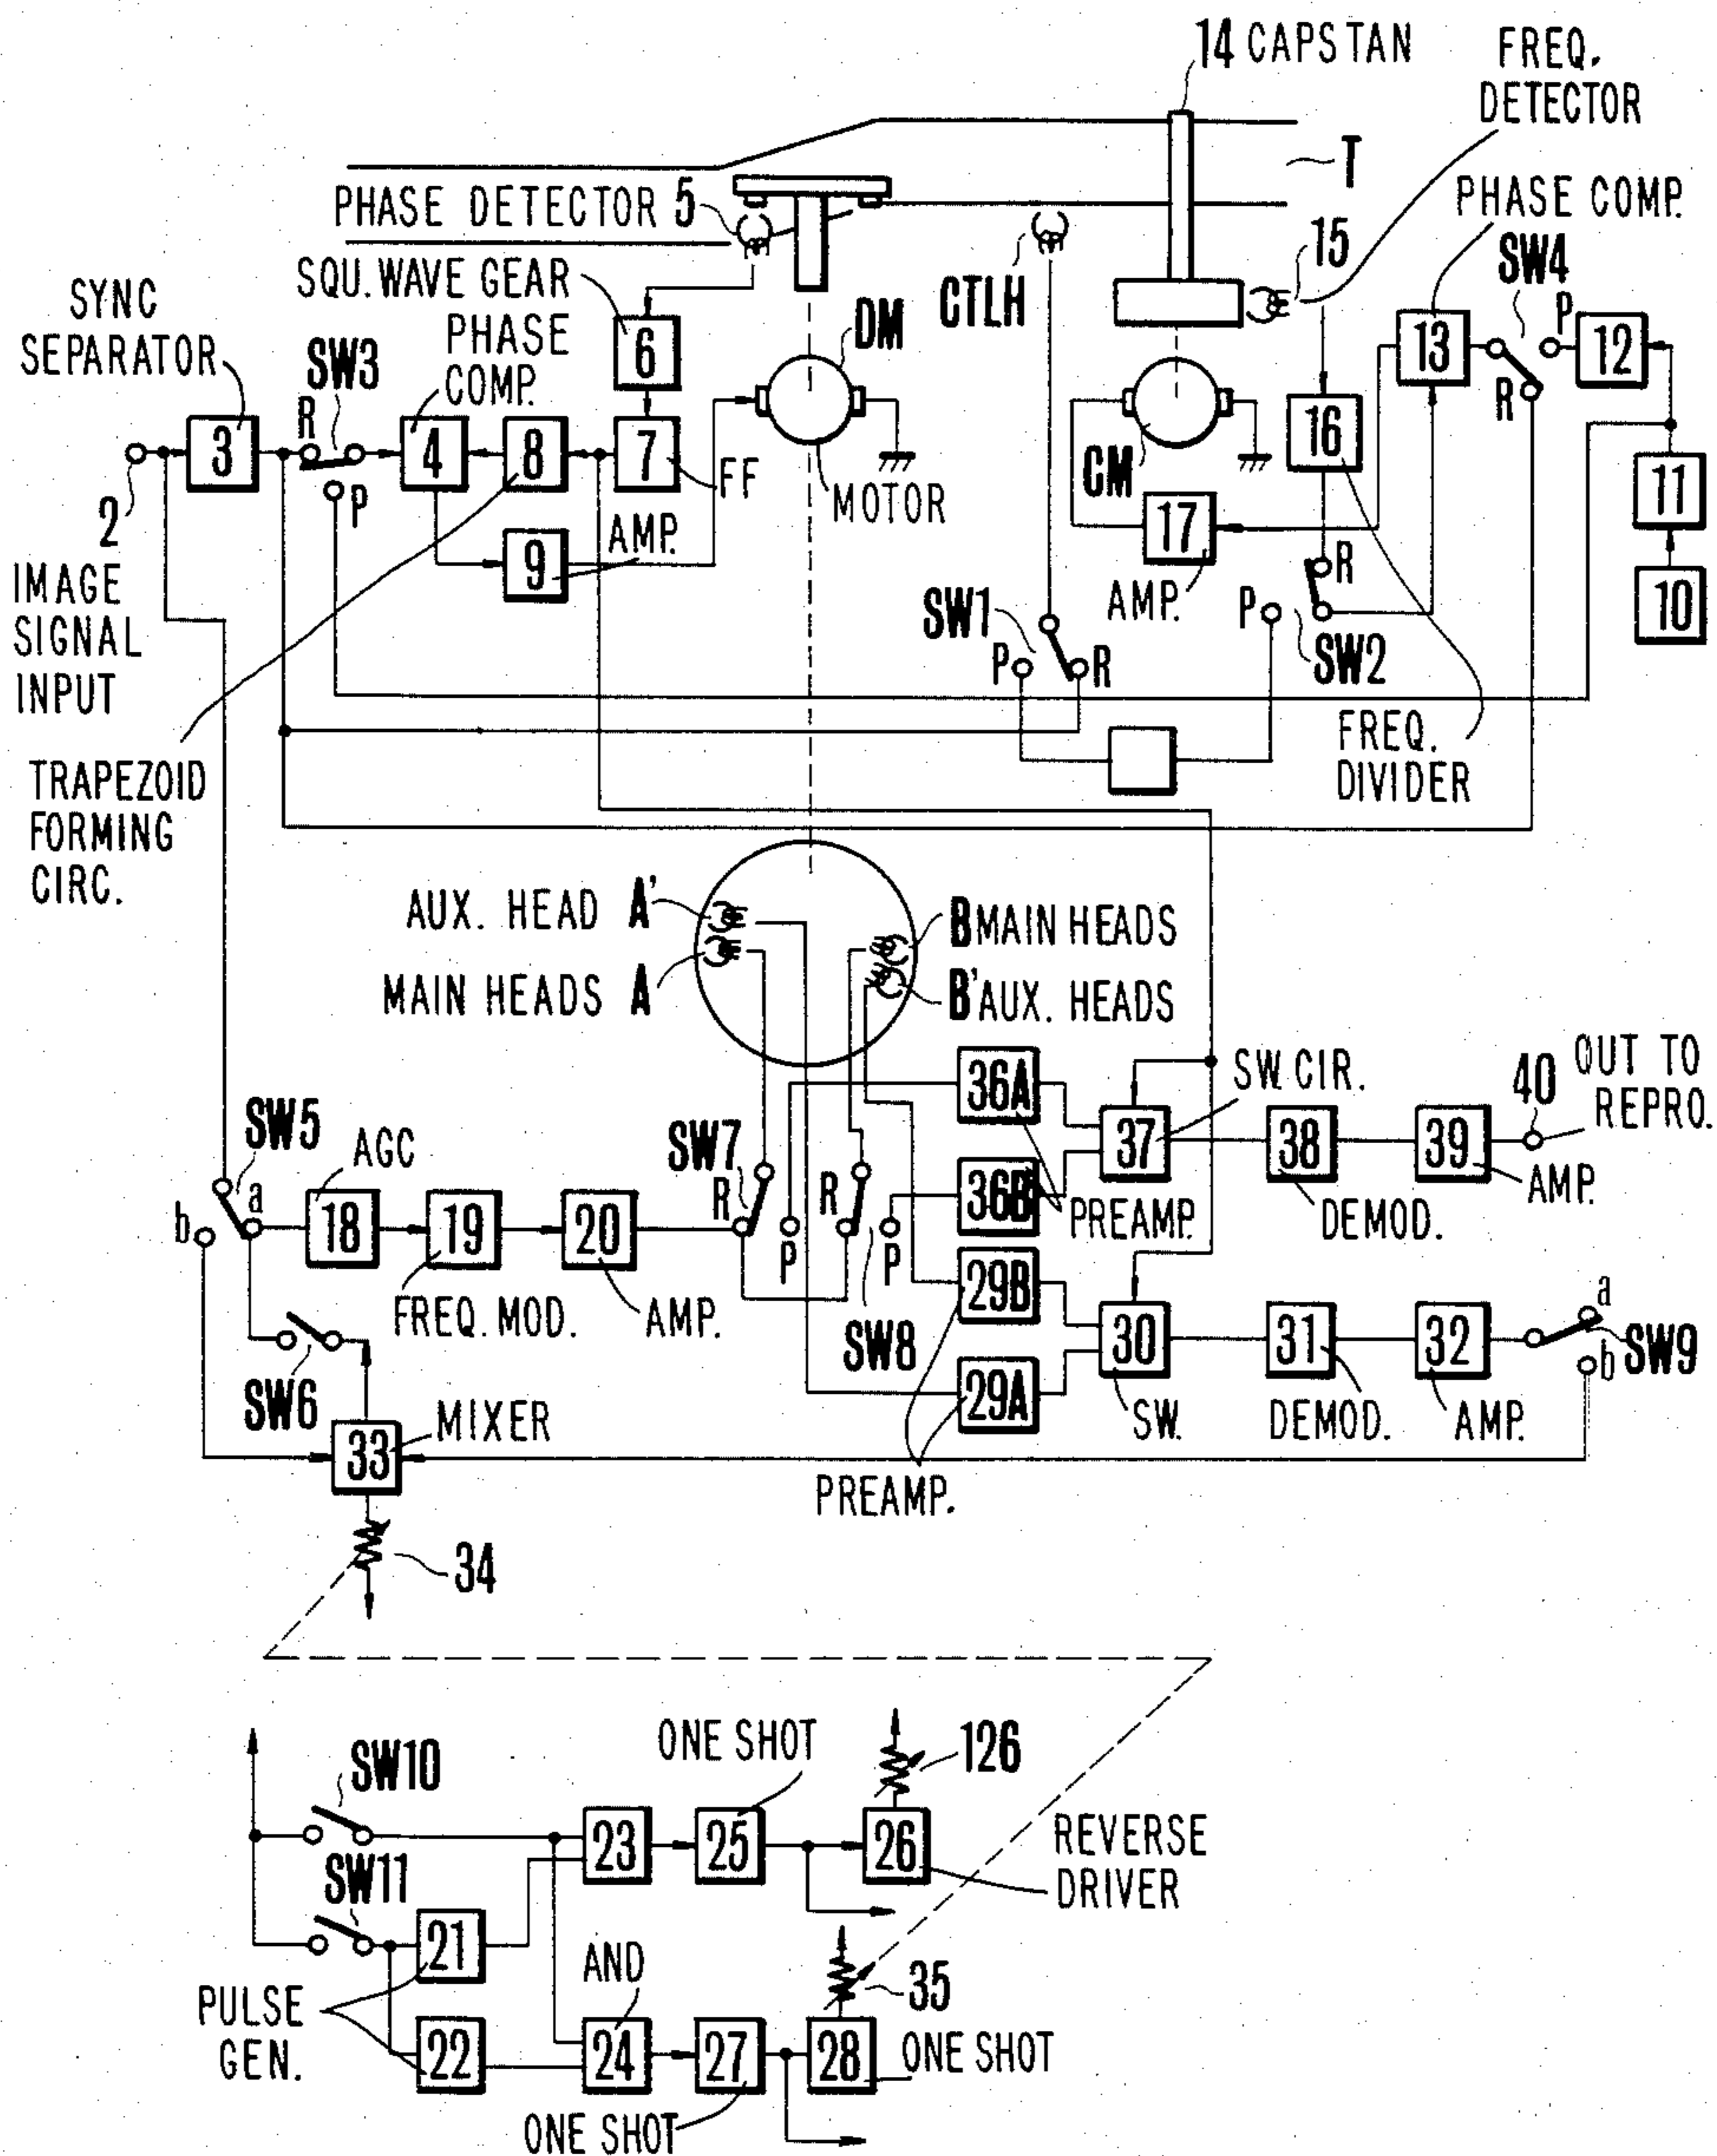 14 CAPSTAN
FREQ.
DETECTOR
T
PHASE DETECTOR 5
PHASE COMP.
SQU. WAVE GEAR
15
SW4
SYNC
SEPARATOR
PHASE
COMP.
6
DM
CTLH
13
P
12
SW3
R
R
3
4
8
7
FF
CM
16
11
2
P
MOTOR
17
9
AMP.
R
10
IMAGE
SIGNAL
INPUT
SW1
AMP.
P
SW2
P
R
TRAPEZOID
FORMING
CIRC.
FREQ.
DIVIDER
AUX. HEAD A'
B MAIN HEADS
MAIN HEADS A
B' AUX. HEADS
36A
SW CIR.
40
OUT TO
REPRO.
SW5
AGC
SW7
37
38
39
a
R
R
36B
AMP.
b
18
19
20
PREAMP.
DEMOD.
P
P
29B
FREQ. MOD.
AMP.
a
SW8
30
31
32
SW9
b
SW6
29A
MIXER
SW.
DEMOD.
AMP.
33
PREAMP.
34
ONE SHOT
126
SW10
23
25
26
REVERSE
DRIVER
SW11
21
AND
35
PULSE
GEN.
22
24
27
28
ONE SHOT
ONE SHOT